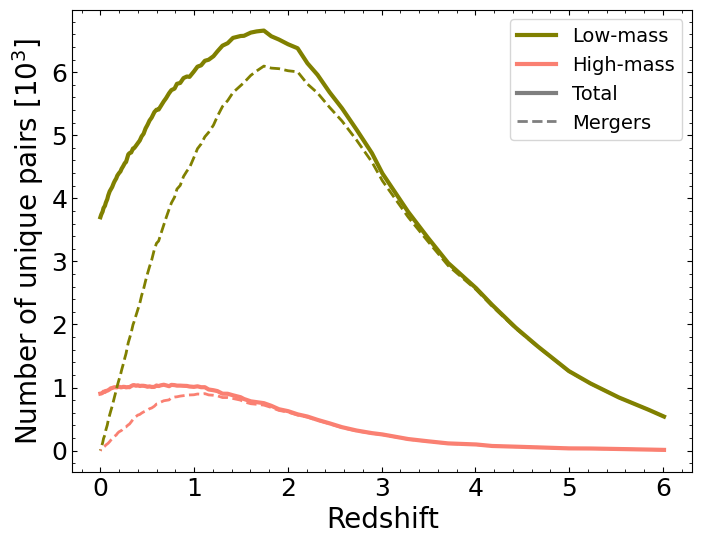 Number of unique pairs [10³]
6
5
4
3
2
1
0
Low-mass
High-mass
Total
Mergers
0 1 2 3 4 5 6
Redshift